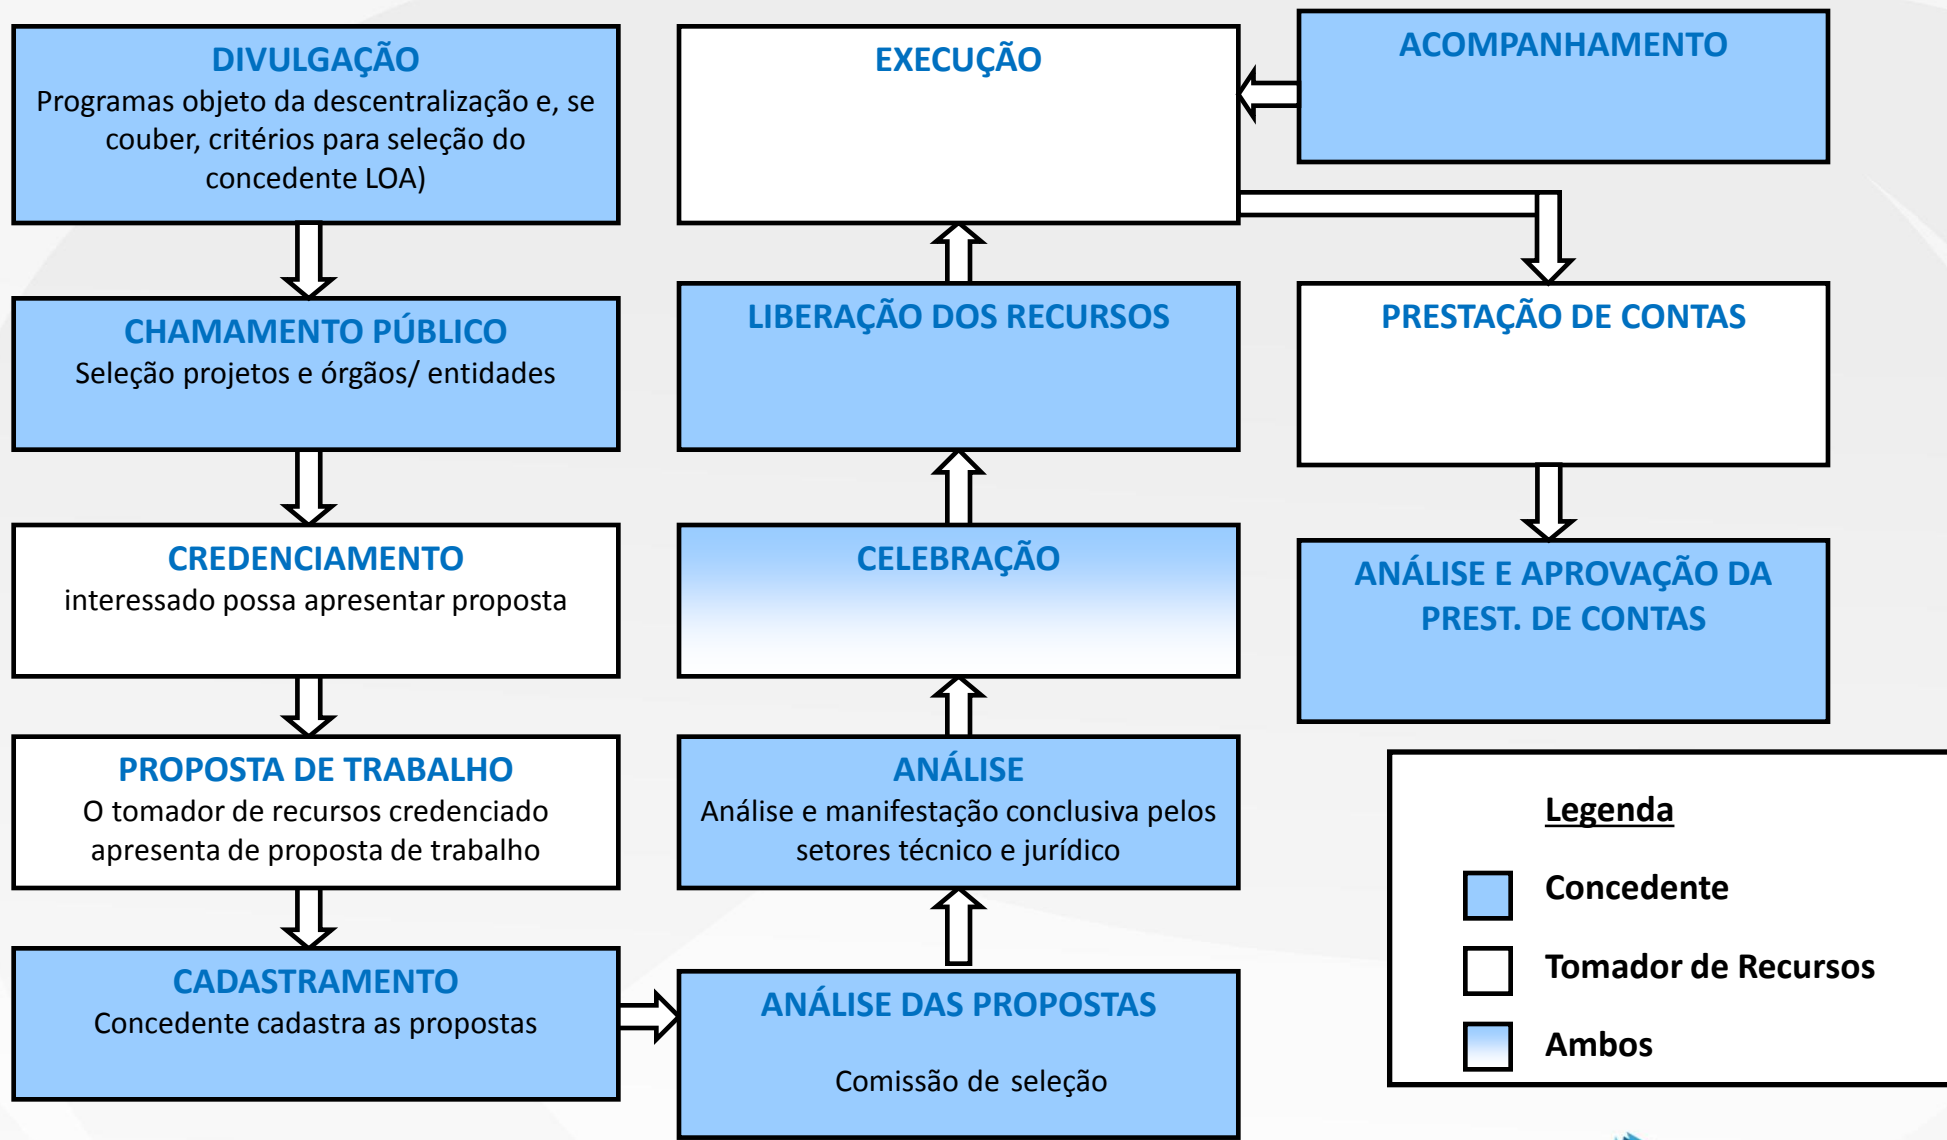 DIVULGAÇÃO
Programas objeto da descentralização e, se
couber, critérios para seleção do
concedente LOA)
CHAMAMENTO PÚBLICO
Seleção projetos e órgãos/ entidades
CREDENCIAMENTO
interessado possa apresentar proposta
PROPOSTA DE TRABALHO
O tomador de recursos credenciado
apresenta de proposta de trabalho
CADASTRAMENTO
Concedente cadastra as propostas
ANÁLISE DAS PROPOSTAS
Comissão de seleção
ANÁLISE
Análise e manifestação conclusiva pelos
setores técnico e jurídico
CELEBRAÇÃO
LIBERAÇÃO DOS RECURSOS
EXECUÇÃO
ACOMPANHAMENTO
PRESTAÇÃO DE CONTAS
ANÁLISE E APROVAÇÃO DA
PREST. DE CONTAS
Legenda
Concedente
Tomador de Recursos
Ambos